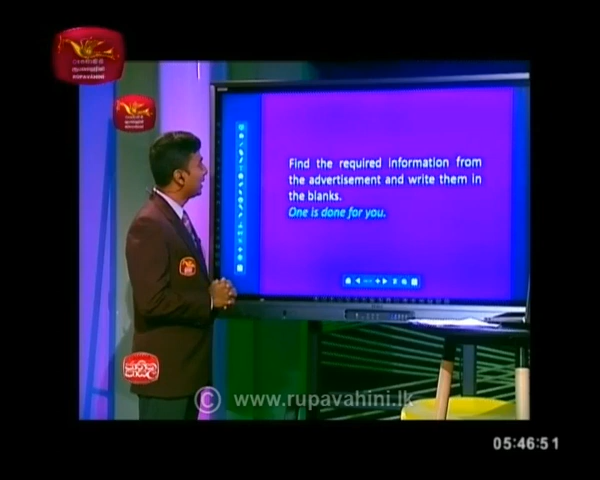 Find the required information from
the advertisement and write them in
the blanks.
One is done for you.
© www.rupavahini.lk
05:46:51